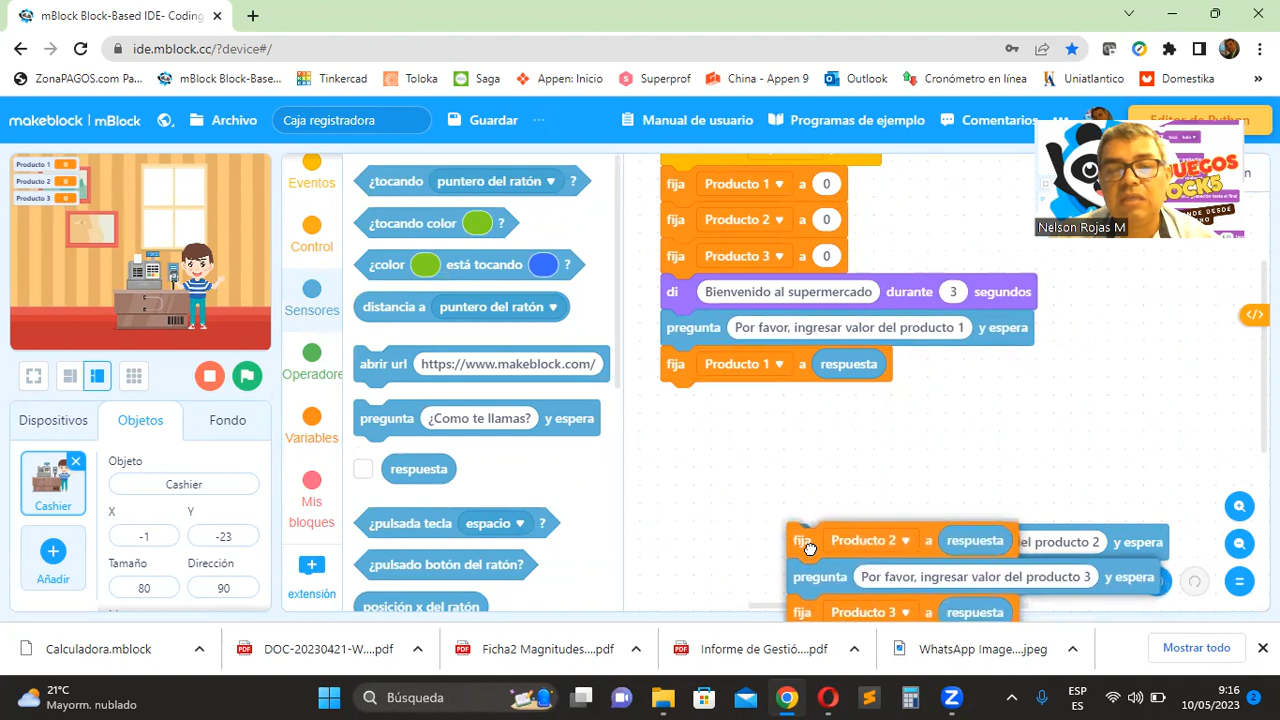 mBlock Block-Based IDE- Coding
ide.mblock.cc/?device#/
ZonaPAGOS.com Pa...
mBlock Block-Base...
Tinkercad
Toloka
Saga
Appen: Inicio
Superprof
China - Appen 9
Outlook
Cronómetro en línea
Uniatlantico
Domestika
»
makeblock | mBlock
Archivo
Caja registradora
Guardar
Manual de usuario
Programas de ejemplo
Comentarios
Editor de Python
Producto 1 0
Producto 2 0
Producto 3 0
Eventos
Control
Sensores
Operadore
Variables
Mis
bloques
extensión
¿tocando puntero del ratón ?
¿tocando color ?
¿color está tocando ?
distancia a puntero del ratón
abrir url https://www.makeblock.com/
pregunta ¿Como te llamas? y espera
respuesta
¿pulsada tecla espacio ?
¿pulsado botón del ratón?
posición x del ratón
fija Producto 1 a 0
fija Producto 2 a 0
fija Producto 3 a 0
di Bienvenido al supermercado durante 3 segundos
pregunta Por favor, ingresar valor del producto 1 y espera
fija Producto 1 a respuesta
fija Producto 2 a respuesta
el producto 2 y espera
pregunta Por favor, ingresar valor del producto 3 y espera
fija Producto 3 a respuesta
Nelson Rojas M
Dispositivos
Objetos
Fondo
Cashier
Añadir
Objeto
Cashier
X
Y
-1
-23
Tamaño
Dirección
80
90
Calculadora.mblock
DOC-20230421-W....pdf
Ficha2 Magnitudes....pdf
Informe de Gestió....pdf
WhatsApp Image....jpeg
Mostrar todo
21°C
Mayorm. nublado
Búsqueda
ESP
ES
9:16
10/05/2023
2